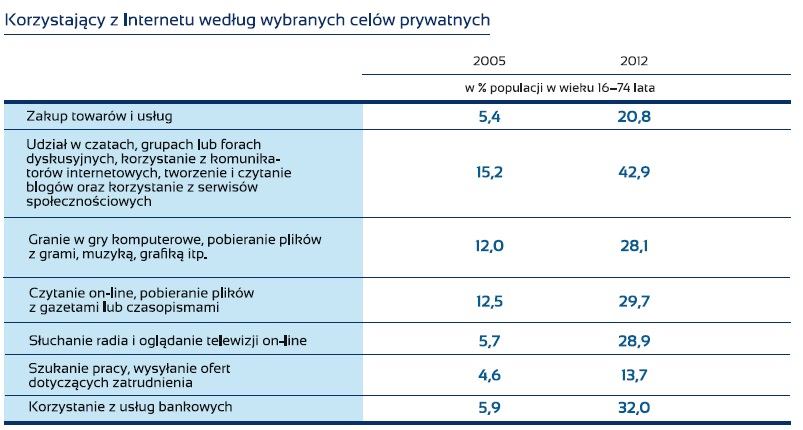 Korzystający z Internetu według wybranych celów prywatnych
2005 2012
w % populacji w wieku 16–74 lata
Zakup towarów i usług 5,4 20,8
Udział w czatach, grupach lub forach
dyskusyjnych, korzystanie z komunika-
torów internetowych, tworzenie i czytanie 15,2 42,9
blogów oraz korzystanie z serwisów
społecznościowych
Granie w gry komputerowe, pobieranie plików 12,0 28,1
z grami, muzyką, grafiką itp.
Czytanie on-line, pobieranie plików 12,5 29,7
z gazetami lub czasopismami
Słuchanie radia i oglądanie telewizji on-line 5,7 28,9
Szukanie pracy, wysyłanie ofert 4,6 13,7
dotyczących zatrudnienia
Korzystanie z usług bankowych 5,9 32,0